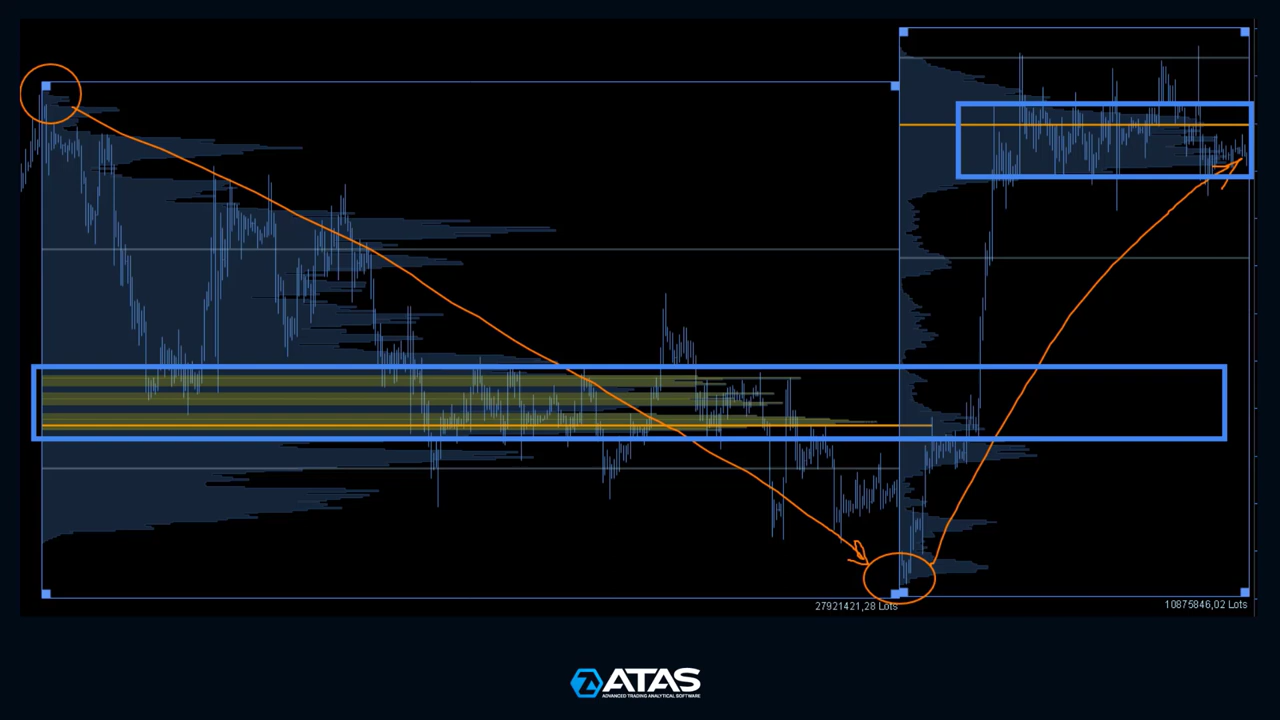 27921421,28 Lots
10875846,02 Lots
ATAS
ADVANCED TRADING ANALYTICAL SOFTWARE